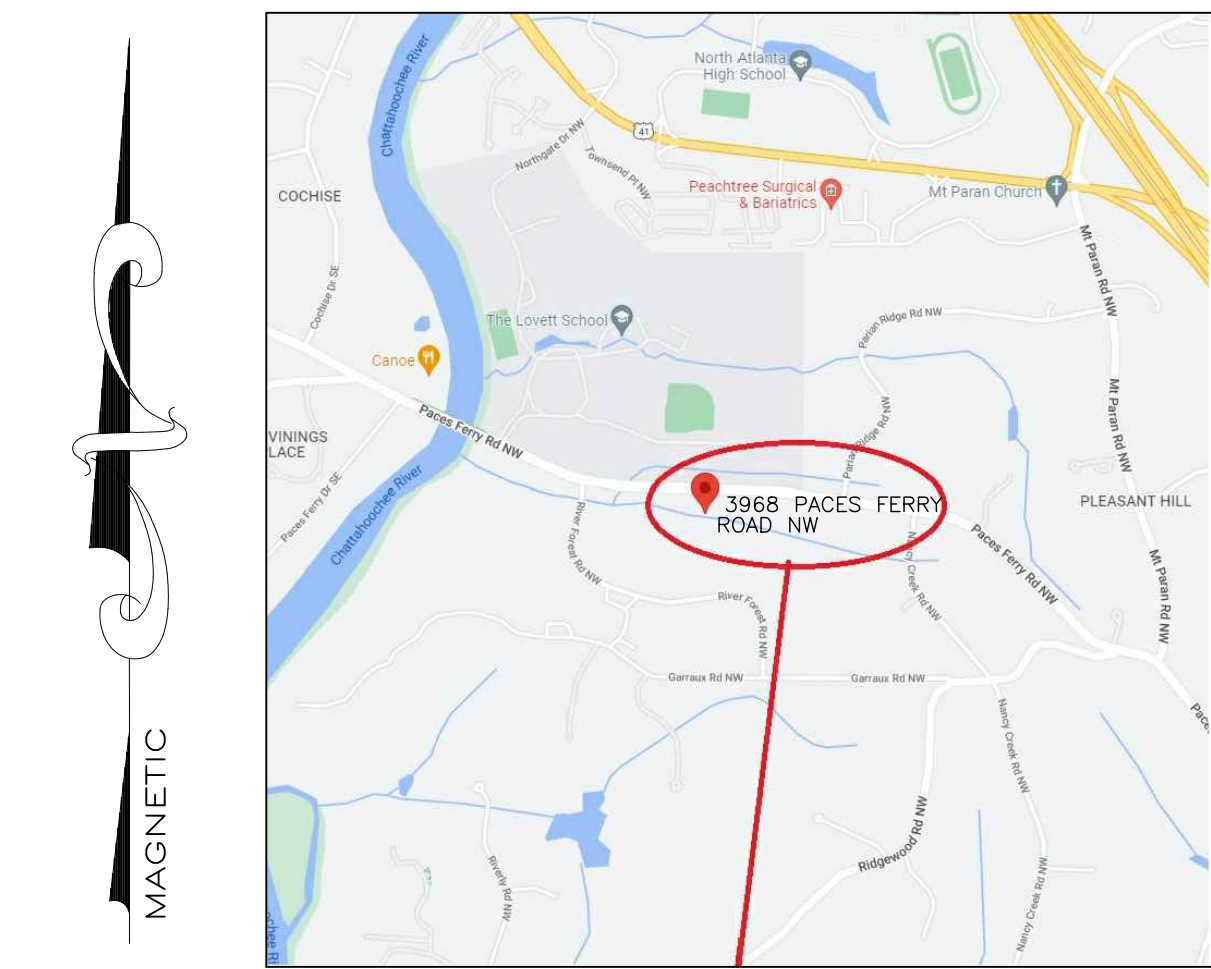 MAGNETIC
Chattahoochee River
North Atlanta
High School
41
Northgate Dr NW
Townsend Pl NW
Peachtree Surgical
& Bariatrics
Mt Paran Church
COCHISE
Cochise Dr SE
Mt Paran Rd NW
The Lovett School
Parian Ridge Rd NW
Canoe
Paces Ferry Rd NW
Mt Paran Rd NW
Parian Ridge Rd NW
VININGS
LACE
Paces Ferry Dr SE
Chattahoochee River
3968 PACES FERRY
ROAD NW
PLEASANT HILL
River Forest Rd NW
Nancy Creek Rd NW
Paces Ferry Rd NW
Mt Paran Rd NW
River Forest Rd NW
Garraux Rd NW
Garraux Rd NW
Nancy Creek Rd NW
Pace
Ridgewood Rd NW
Riverly Rd NW
Nancy Creek Rd NW
ochee Ri